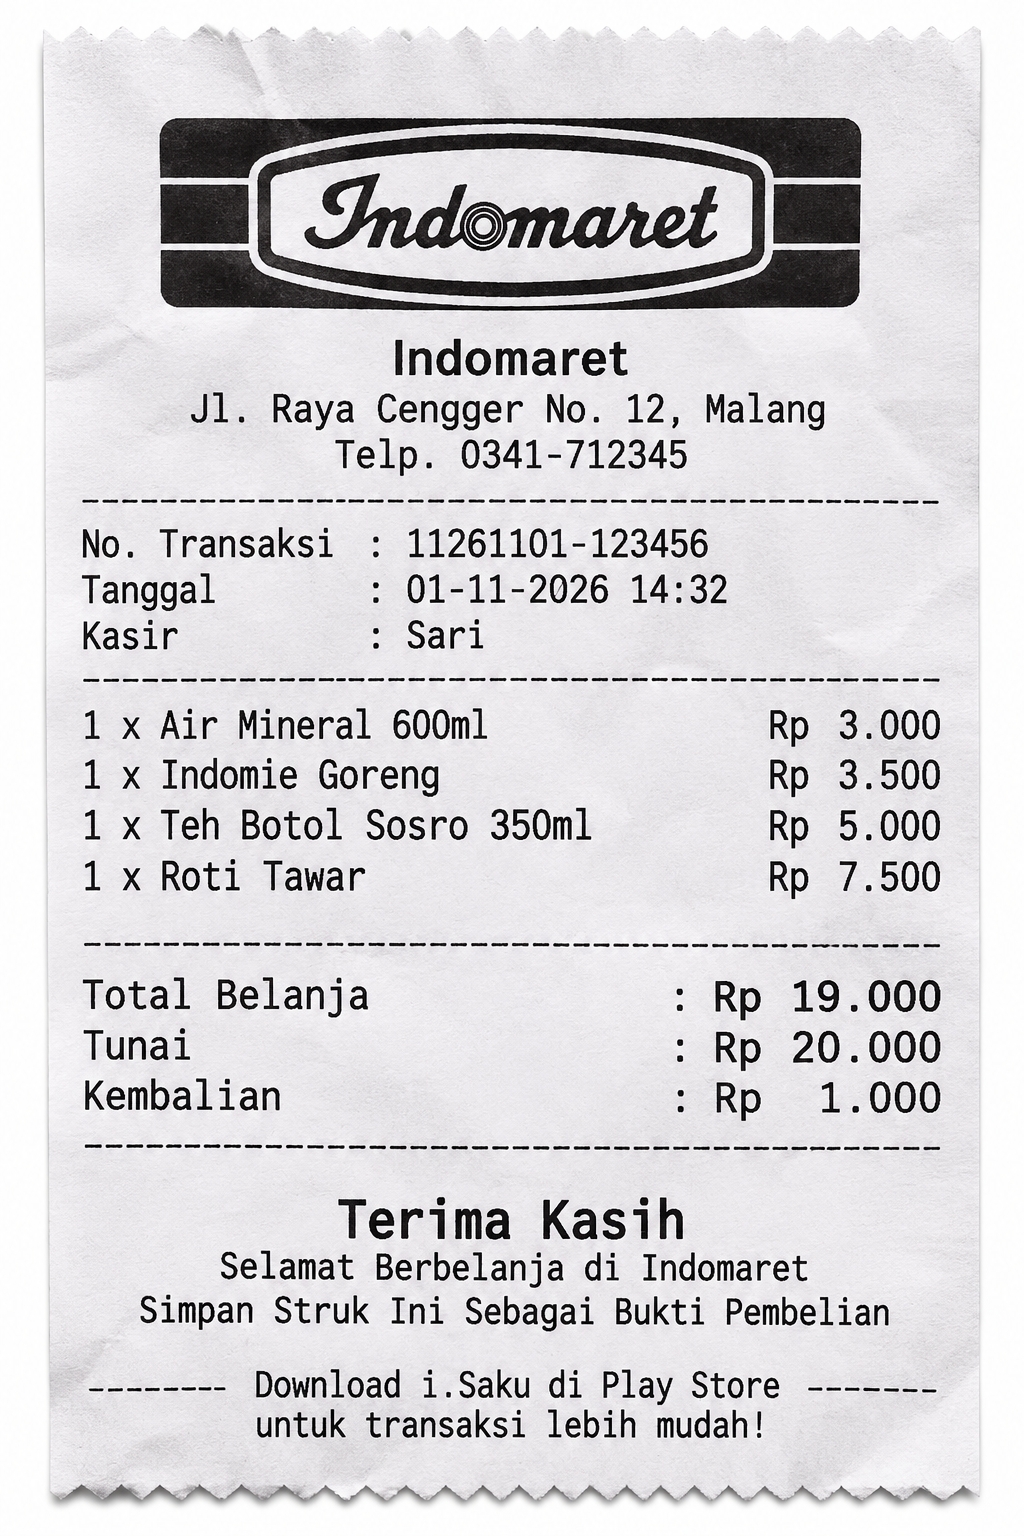 Indomaret
Indomaret
Jl. Raya Cengger No. 12, Malang
Telp. 0341-712345
No. Transaksi : 11261101-123456
Tanggal : 01-11-2026 14:32
Kasir : Sari
1 x Air Mineral 600ml Rp 3.000
1 x Indomie Goreng Rp 3.500
1 x Teh Botol Sosro 350ml Rp 5.000
1 x Roti Tawar Rp 7.500
Total Belanja : Rp 19.000
Tunai : Rp 20.000
Kembalian : Rp 1.000
Terima Kasih
Selamat Berbelanja di Indomaret
Simpan Struk Ini Sebagai Bukti Pembelian
-------- Download i.Saku di Play Store --------
untuk transaksi lebih mudah!